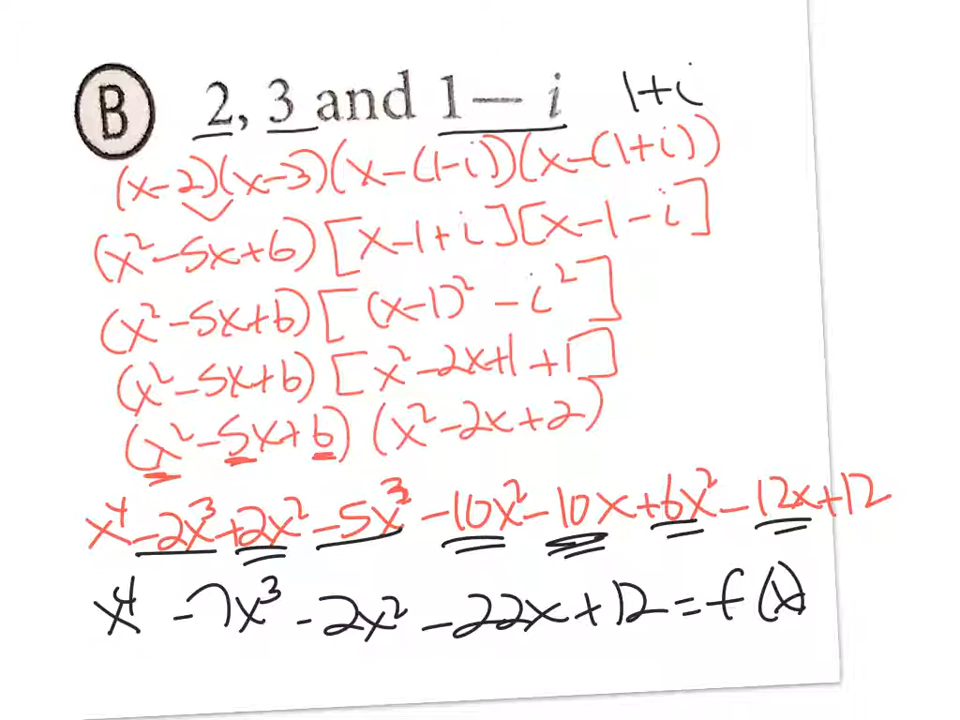 B 2, 3 and 1 — i 1+i
(x-2)(x-3)(x-(1-i))(x-(1+i))
(x²-5x+6)[x-1+i][x-1-i]
(x²-5x+6)[(x-1)²-i²]
(x²-5x+6)[x²-2x+1+1]
(x²-5x+6)(x²-2x+2)
x⁴-2x³+2x²-5x³-10x²-10x+6x²-12x+12
x⁴-7x³-2x²-22x+12=f(x)